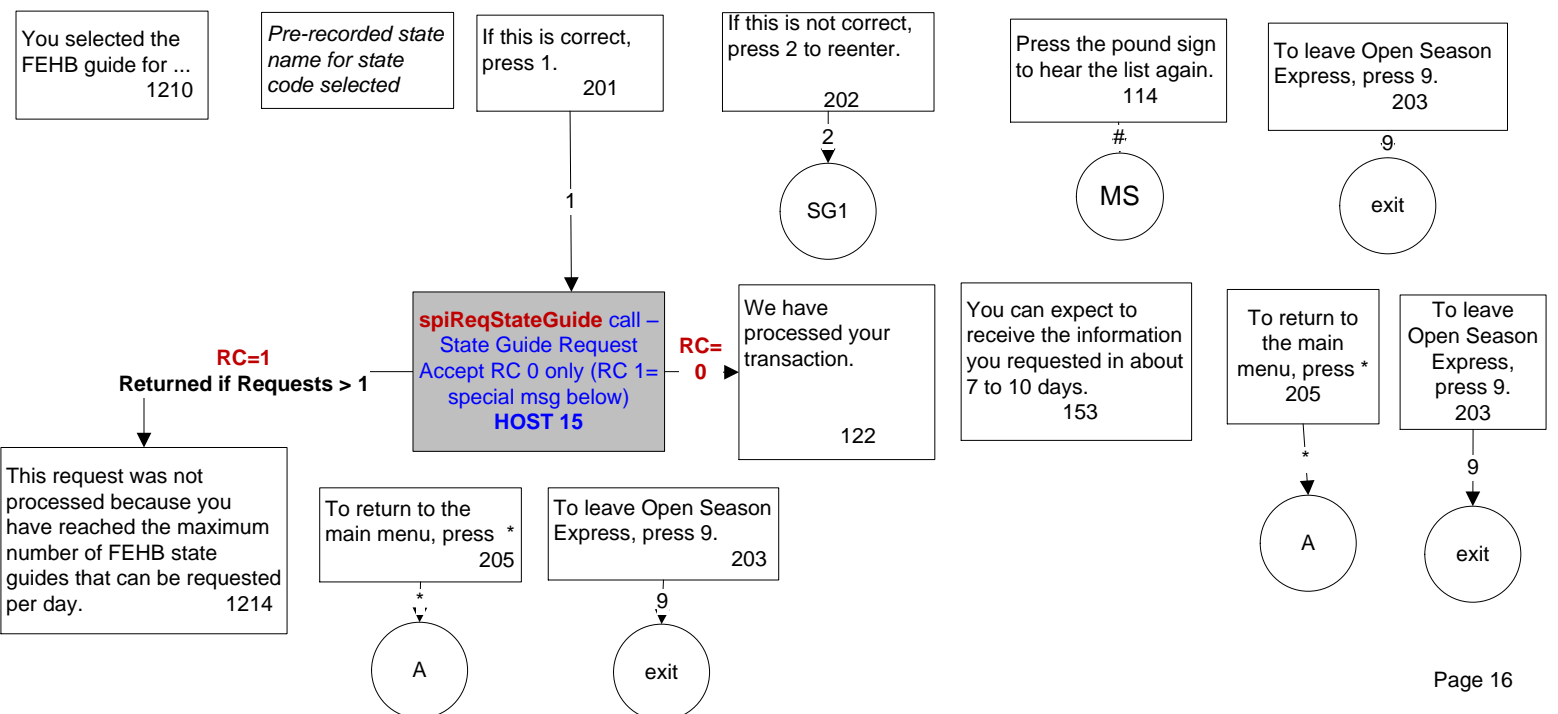 You selected the
FEHB guide for ...
1210
Pre-recorded state
name for state
code selected
If this is correct,
press 1.
201
If this is not correct,
press 2 to reenter.
202
Press the pound sign
to hear the list again.
114
To leave Open Season
Express, press 9.
203
1
2
SG1
#
MS
9
exit
spiReqStateGuide call –
State Guide Request
Accept RC 0 only (RC 1=
special msg below)
HOST 15
RC=1
Returned if Requests > 1
RC=
0
We have
processed your
transaction.
122
You can expect to
receive the information
you requested in about
7 to 10 days.
153
To return to
the main
menu, press *
205
To leave
Open Season
Express,
press 9.
203
*
A
9
exit
This request was not
processed because you
have reached the maximum
number of FEHB state
guides that can be requested
per day. 1214
To return to the
main menu, press *
205
To leave Open Season
Express, press 9.
203
*
A
9
exit
Page 16